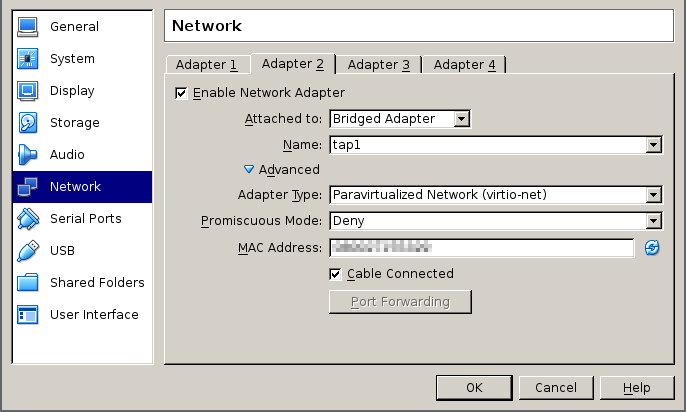 General
System
Display
Storage
Audio
Network
Serial Ports
USB
Shared Folders
User Interface
Network
Adapter 1 Adapter 2 Adapter 3 Adapter 4
Enable Network Adapter
Attached to: Bridged Adapter
Name: tap1
Advanced
Adapter Type: Paravirtualized Network (virtio-net)
Promiscuous Mode: Deny
MAC Address:
Cable Connected
Port Forwarding
OK Cancel Help